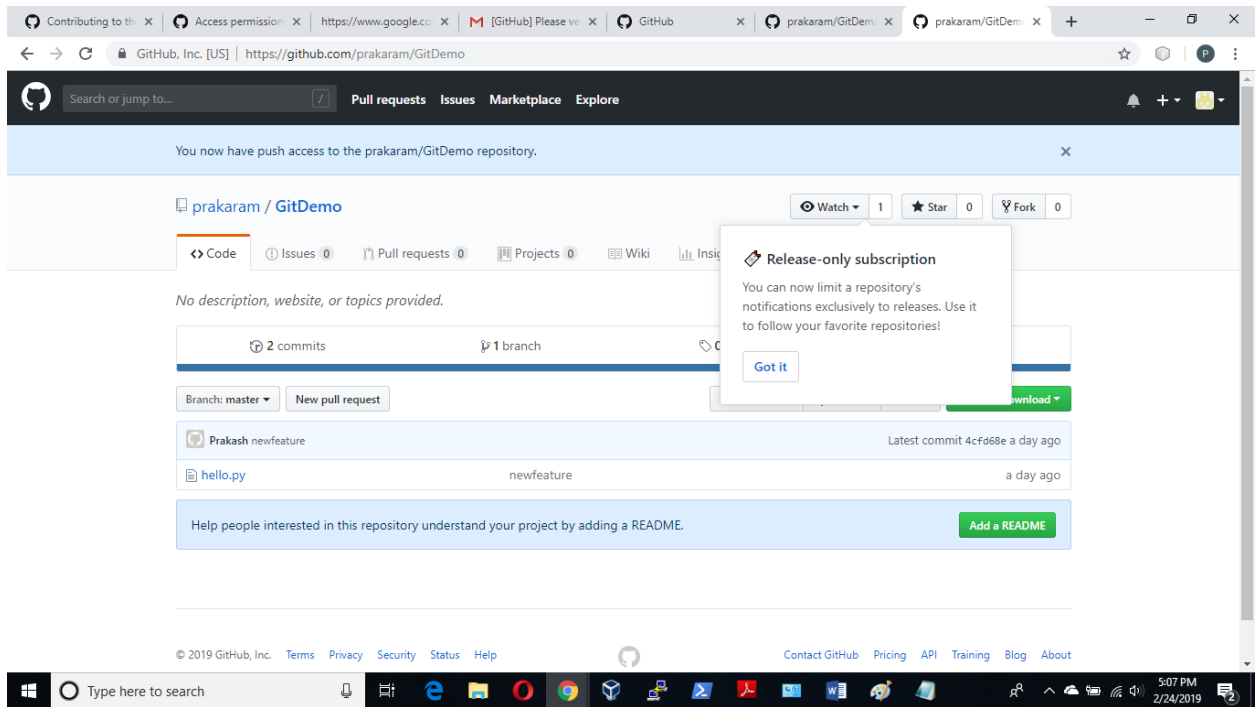 Contributing to the
Access permission
https://www.google.co
[GitHub] Please ve
GitHub
prakaram/GitDem
prakaram/GitDem
GitHub, Inc. [US] | https://github.com/prakaram/GitDemo
P
Search or jump to...
/
Pull requests Issues Marketplace Explore
You now have push access to the prakaram/GitDemo repository.
prakaram / GitDemo
Watch 1 Star 0 Fork 0
Code Issues 0 Pull requests 0 Projects 0 Wiki Insig
Release-only subscription
You can now limit a repository's
notifications exclusively to releases. Use it
to follow your favorite repositories!
Got it
No description, website, or topics provided.
2 commits 1 branch
Branch: master New pull request
wnload
Prakash newfeature Latest commit 4cfd68e a day ago
hello.py newfeature a day ago
Help people interested in this repository understand your project by adding a README.
Add a README
© 2019 GitHub, Inc. Terms Privacy Security Status Help
Contact GitHub Pricing API Training Blog About
Type here to search
5:07 PM
2/24/2019
2